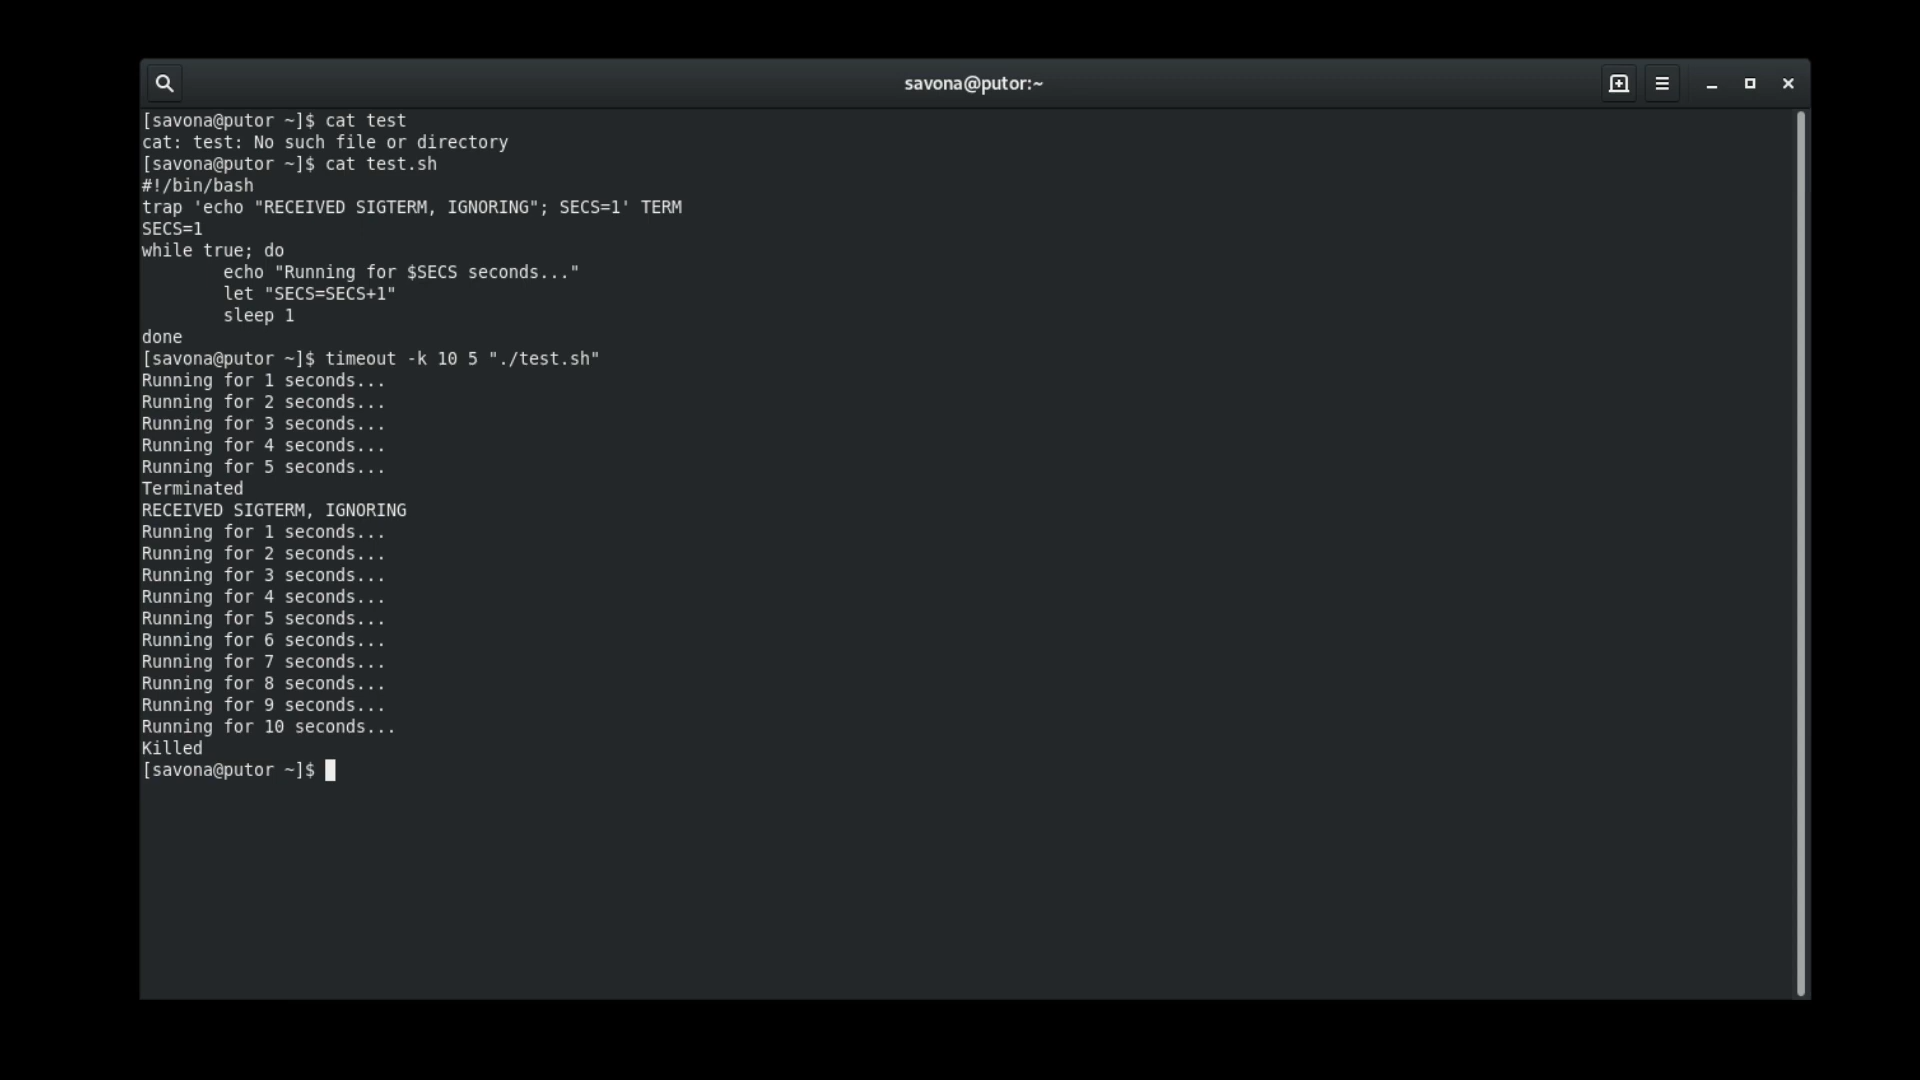 savona@putor:~
[savona@putor ~]$ cat test
cat: test: No such file or directory
[savona@putor ~]$ cat test.sh
#!/bin/bash
trap 'echo "RECEIVED SIGTERM, IGNORING"; SECS=1' TERM
SECS=1
while true; do
        echo "Running for $SECS seconds..."
        let "SECS=SECS+1"
        sleep 1
done
[savona@putor ~]$ timeout -k 10 5 "./test.sh"
Running for 1 seconds...
Running for 2 seconds...
Running for 3 seconds...
Running for 4 seconds...
Running for 5 seconds...
Terminated
RECEIVED SIGTERM, IGNORING
Running for 1 seconds...
Running for 2 seconds...
Running for 3 seconds...
Running for 4 seconds...
Running for 5 seconds...
Running for 6 seconds...
Running for 7 seconds...
Running for 8 seconds...
Running for 9 seconds...
Running for 10 seconds...
Killed
[savona@putor ~]$